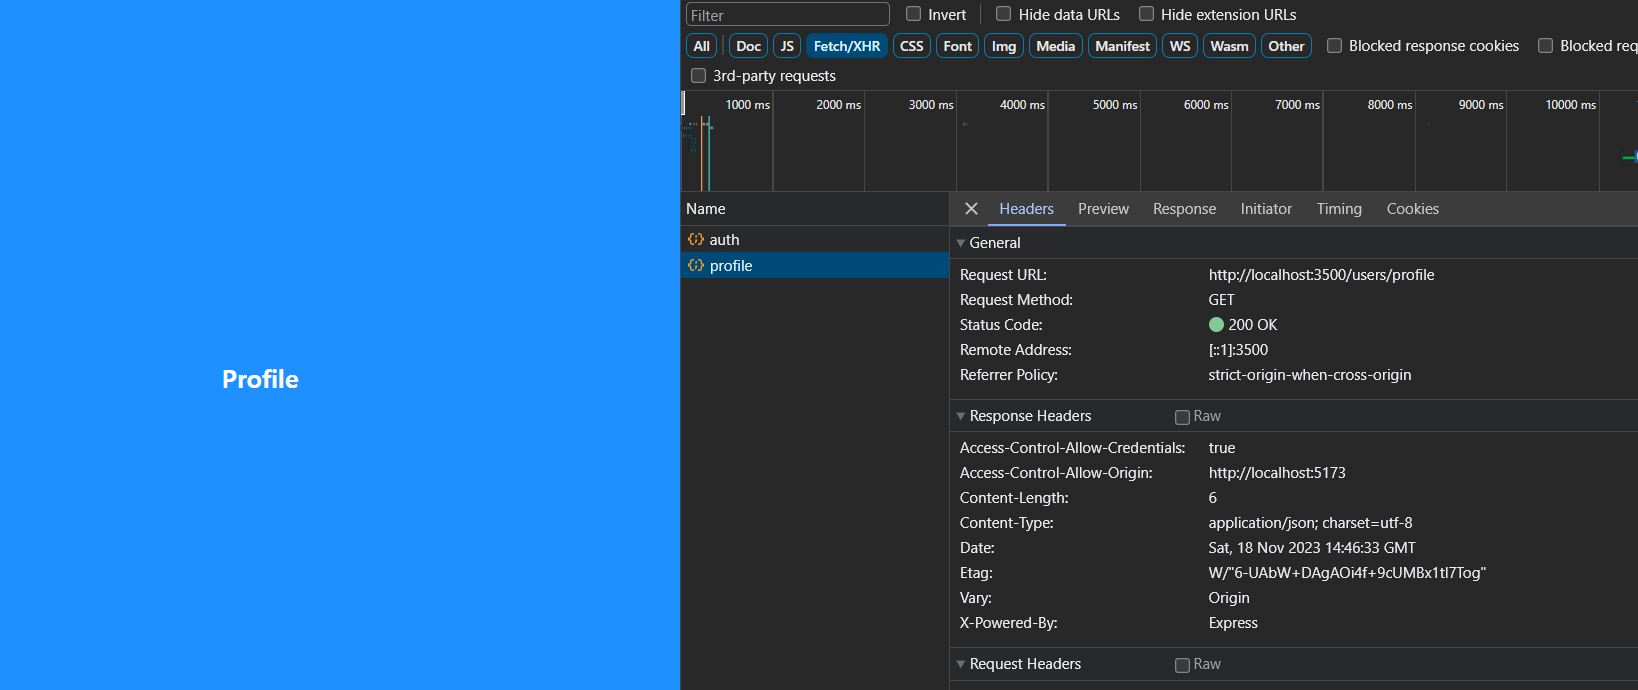 Profile
Filter
Invert
Hide data URLs
Hide extension URLs
All
Doc
JS
Fetch/XHR
CSS
Font
Img
Media
Manifest
WS
Wasm
Other
Blocked response cookies
Blocked req
3rd-party requests
1000 ms
2000 ms
3000 ms
4000 ms
5000 ms
6000 ms
7000 ms
8000 ms
9000 ms
10000 ms
Name
auth
profile
Headers
Preview
Response
Initiator
Timing
Cookies
General
Request URL: http://localhost:3500/users/profile
Request Method: GET
Status Code: 200 OK
Remote Address: [::1]:3500
Referrer Policy: strict-origin-when-cross-origin
Response Headers Raw
Access-Control-Allow-Credentials: true
Access-Control-Allow-Origin: http://localhost:5173
Content-Length: 6
Content-Type: application/json; charset=utf-8
Date: Sat, 18 Nov 2023 14:46:33 GMT
Etag: W/"6-UAbW+DAgAOi4f+9cUMBx1tl7Tog"
Vary: Origin
X-Powered-By: Express
Request Headers Raw